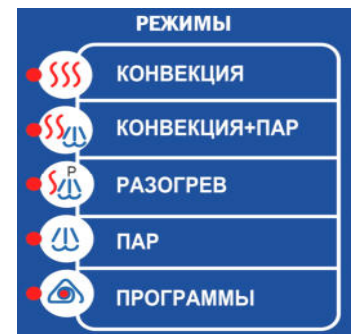 РЕЖИМЫ
КОНВЕКЦИЯ
КОНВЕКЦИЯ+ПАР
P
РАЗОГРЕВ
ПАР
ПРОГРАММЫ